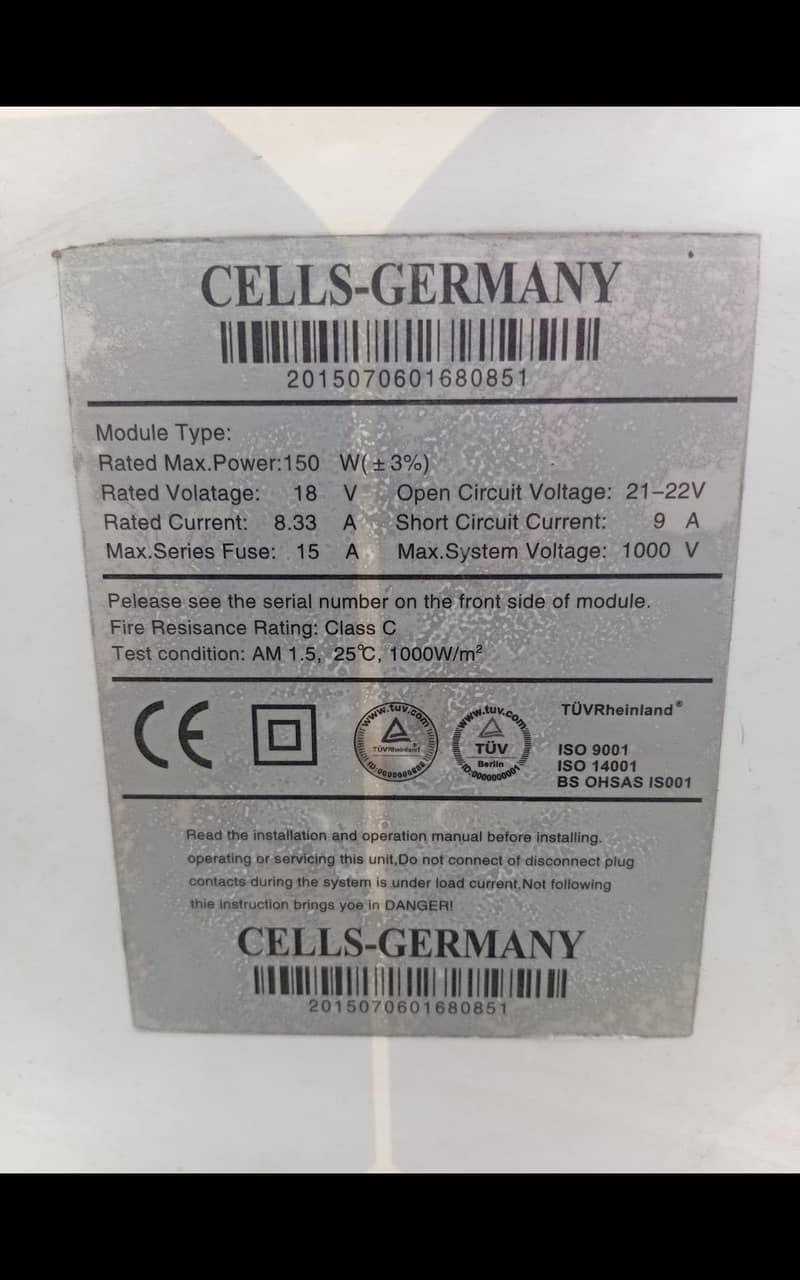 CELLS-GERMANY
2015070601680851
Module Type:
Rated Max.Power:150 W(±3%)
Rated Volatage: 18 V Open Circuit Voltage: 21-22V
Rated Current: 8.33 A Short Circuit Current: 9 A
Max.Series Fuse: 15 A Max.System Voltage: 1000 V
Pelease see the serial number on the front side of module.
Fire Resisance Rating: Class C
Test condition: AM 1.5, 25℃, 1000W/m²
CE
www.tuv.com
TÜVRheinland®
ID:0000000000
www.tuv.com
TÜV
Berlin
ID:0000000001
TÜVRheinland®
ISO 9001
ISO 14001
BS OHSAS IS001
Read the installation and operation manual before installing.
operating or servicing this unit,Do not connect of disconnect plug
contacts during the system is under load current,Not following
thie instruction brings yoe in DANGER!
CELLS-GERMANY
2015070601680851